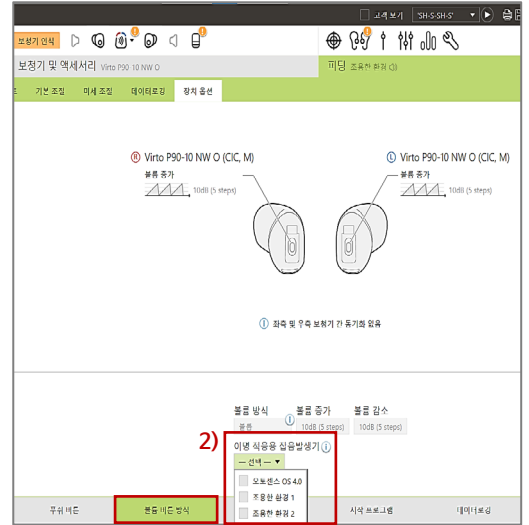 고객 보기 'SH-S-SH-S'
보청기 인식
보청기 및 액세서리 Virto P90-10 NW O
피팅 조용한 환경
기본 조절 미세 조절 데이터로깅 장치 옵션
R Virto P90-10 NW O (CIC, M)
볼륨 증가
10dB (5 steps)
L Virto P90-10 NW O (CIC, M)
볼륨 증가
10dB (5 steps)
좌측 및 우측 보청기 간 동기화 없음
볼륨 방식 볼륨 증가 볼륨 감소
볼륨 10dB (5 steps) 10dB (5 steps)
2) 이명 식응용 잡음발생기
— 선택 — ▼
오토센스 OS 4.0
조용한 환경 1
조용한 환경 2
푸쉬 버튼 볼륨 버튼 방식 시작 프로그램 데이터로깅